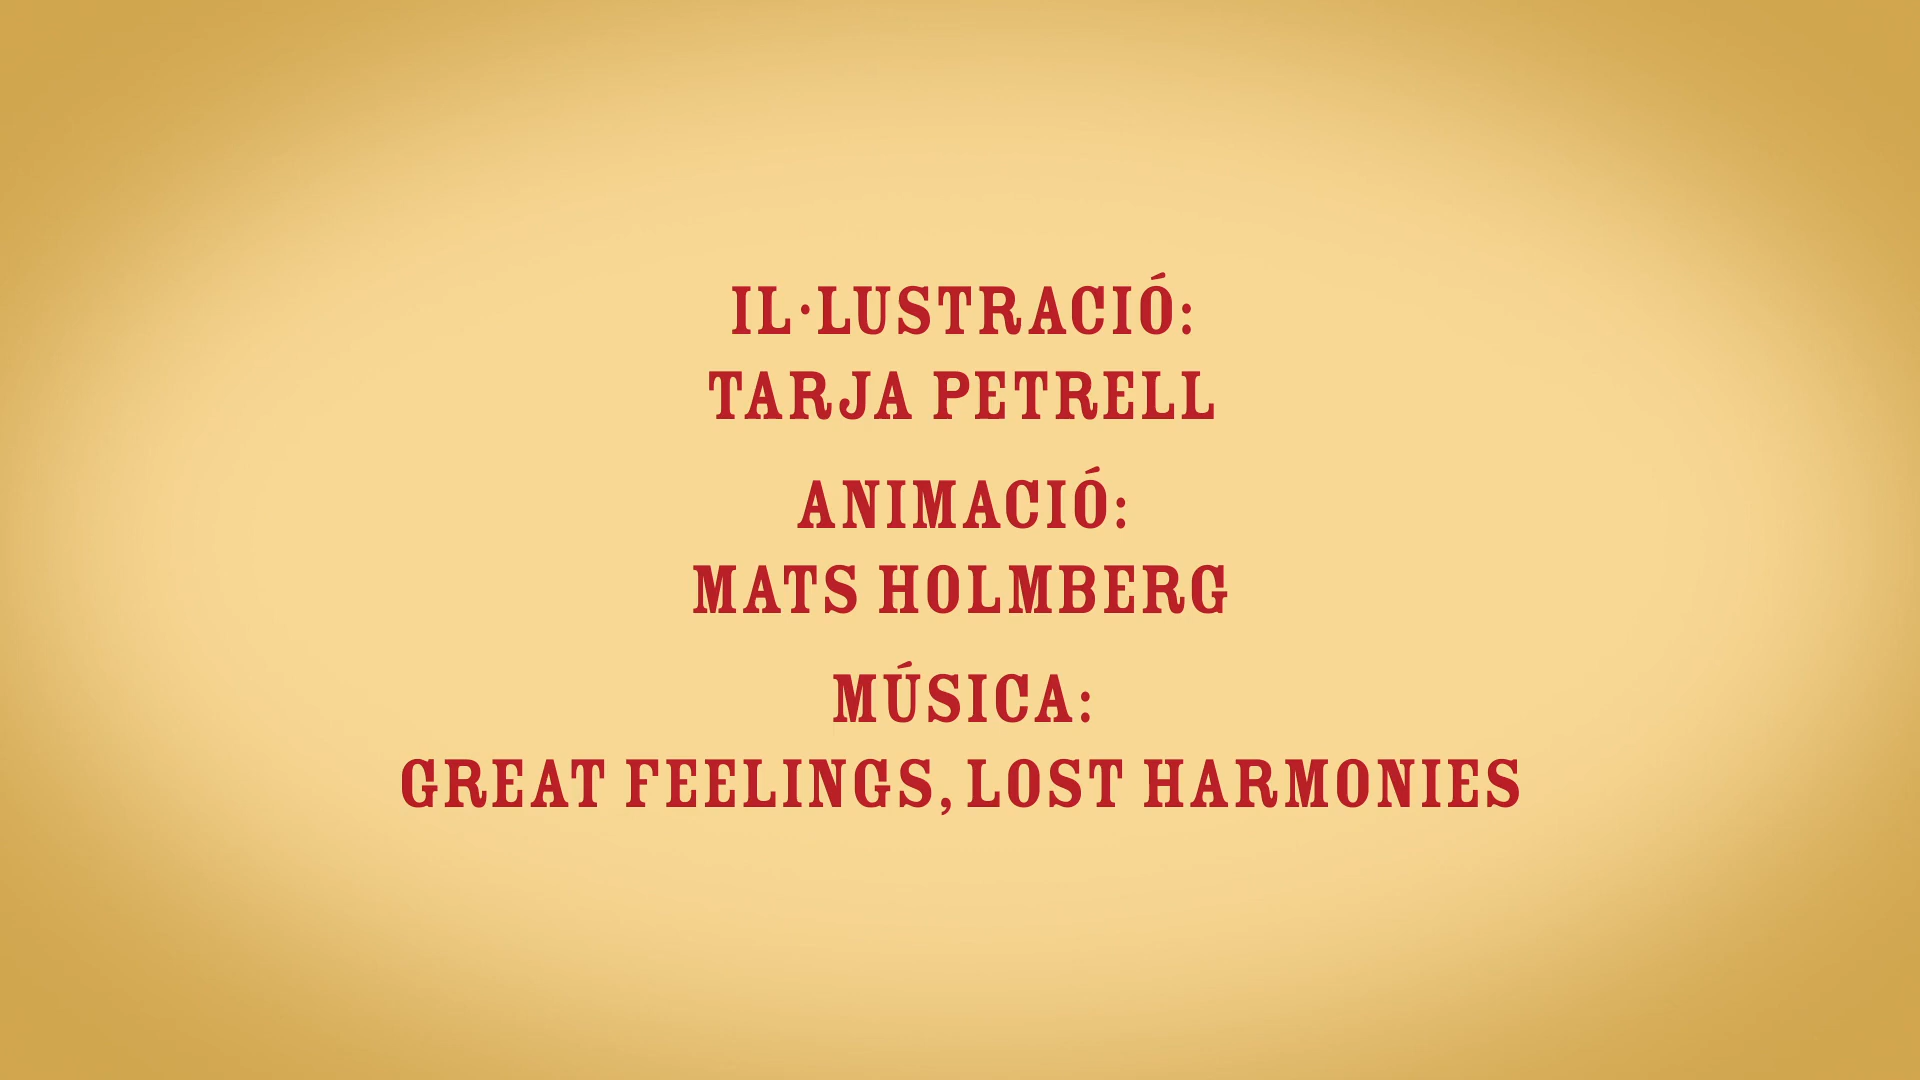 IL·LUSTRACIÓ:
TARJA PETRELL
ANIMACIÓ:
MATS HOLMBERG
MÚSICA:
GREAT FEELINGS, LOST HARMONIES